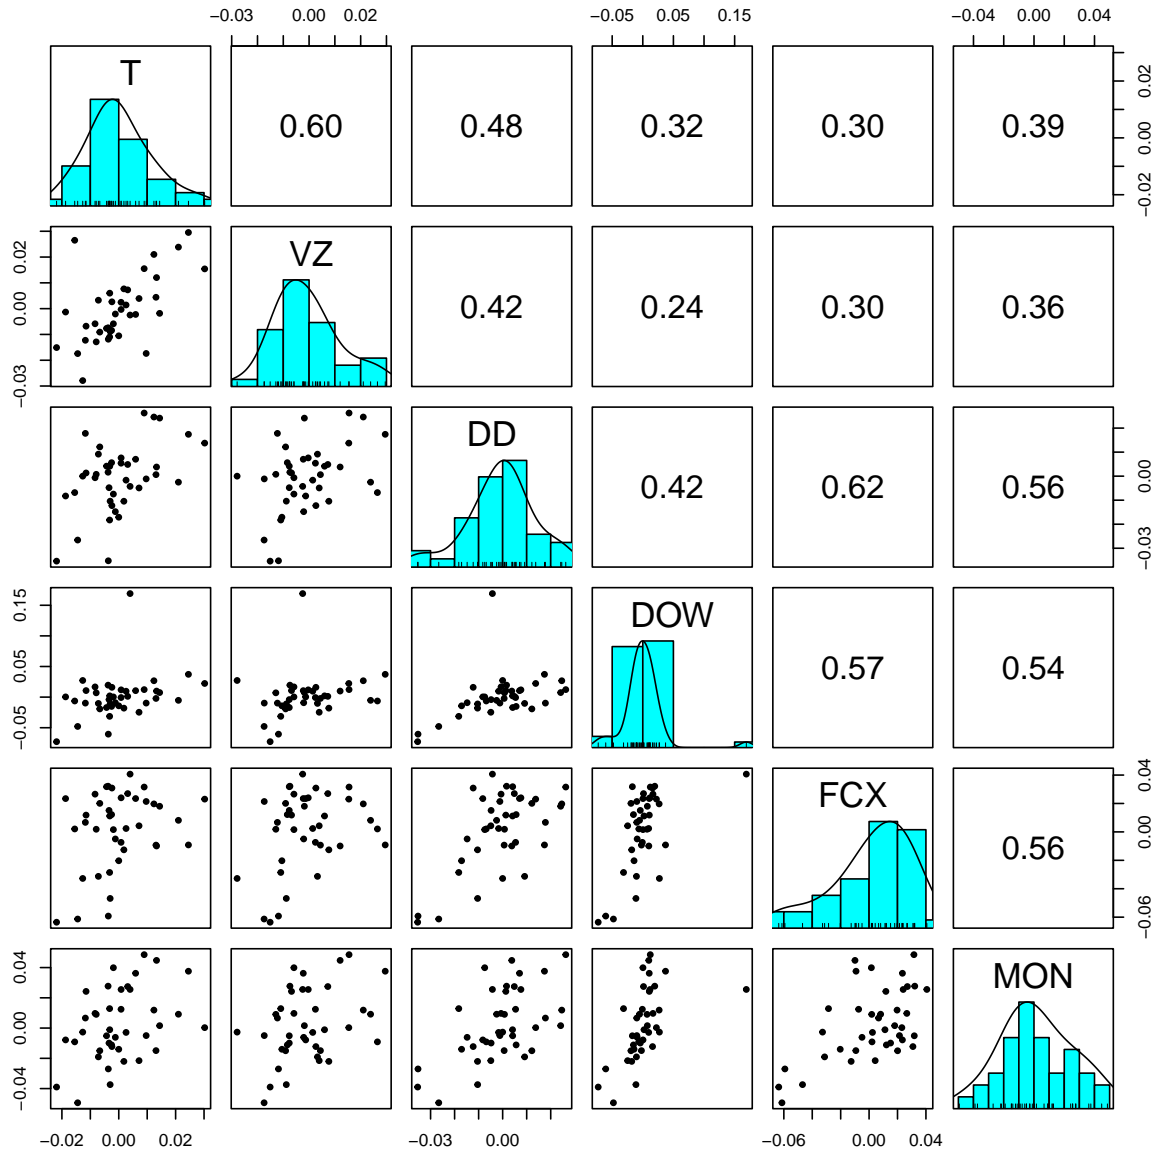 −0.03 0.00 0.02 −0.05 0.05 0.15 −0.04 0.00 0.04
T 0.60 0.48 0.32 0.30 0.39 −0.02 0.00 0.02
−0.03 0.00 0.02 VZ 0.42 0.24 0.30 0.36
DD 0.42 0.62 0.56 −0.03 0.00
−0.05 0.05 0.15 DOW 0.57 0.54
FCX 0.56 −0.06 0.00 0.04
−0.04 0.00 0.04 MON
−0.02 0.00 0.02 −0.03 0.00 −0.06 0.00 0.04